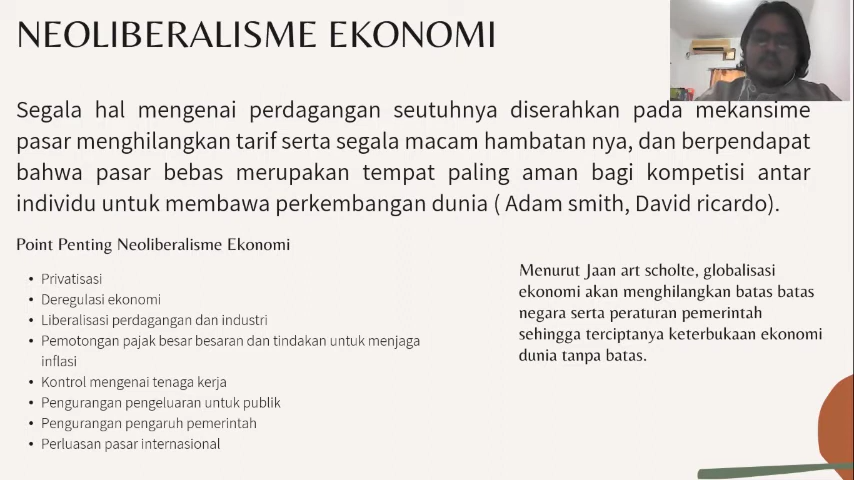 NEOLIBERALISME EKONOMI
Segala hal mengenai perdagangan seutuhnya diserahkan pada mekansime
pasar menghilangkan tarif serta segala macam hambatan nya, dan berpendapat
bahwa pasar bebas merupakan tempat paling aman bagi kompetisi antar
individu untuk membawa perkembangan dunia ( Adam smith, David ricardo).
Point Penting Neoliberalisme Ekonomi
• Privatisasi
• Deregulasi ekonomi
• Liberalisasi perdagangan dan industri
• Pemotongan pajak besar besaran dan tindakan untuk menjaga
inflasi
• Kontrol mengenai tenaga kerja
• Pengurangan pengeluaran untuk publik
• Pengurangan pengaruh pemerintah
• Perluasan pasar internasional
Menurut Jaan art scholte, globalisasi
ekonomi akan menghilangkan batas batas
negara serta peraturan pemerintah
sehingga terciptanya keterbukaan ekonomi
dunia tanpa batas.